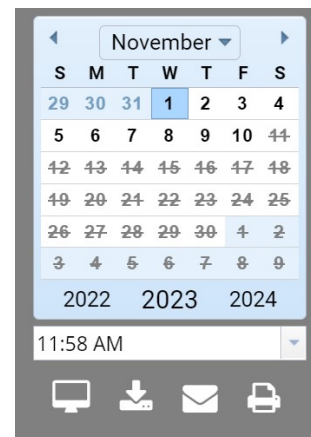 November
S M T W T F S
29 30 31 1 2 3 4
5 6 7 8 9 10 11
12 13 14 15 16 17 18
19 20 21 22 23 24 25
26 27 28 29 30 1 2
3 4 5 6 7 8 9
2022 2023 2024
11:58 AM